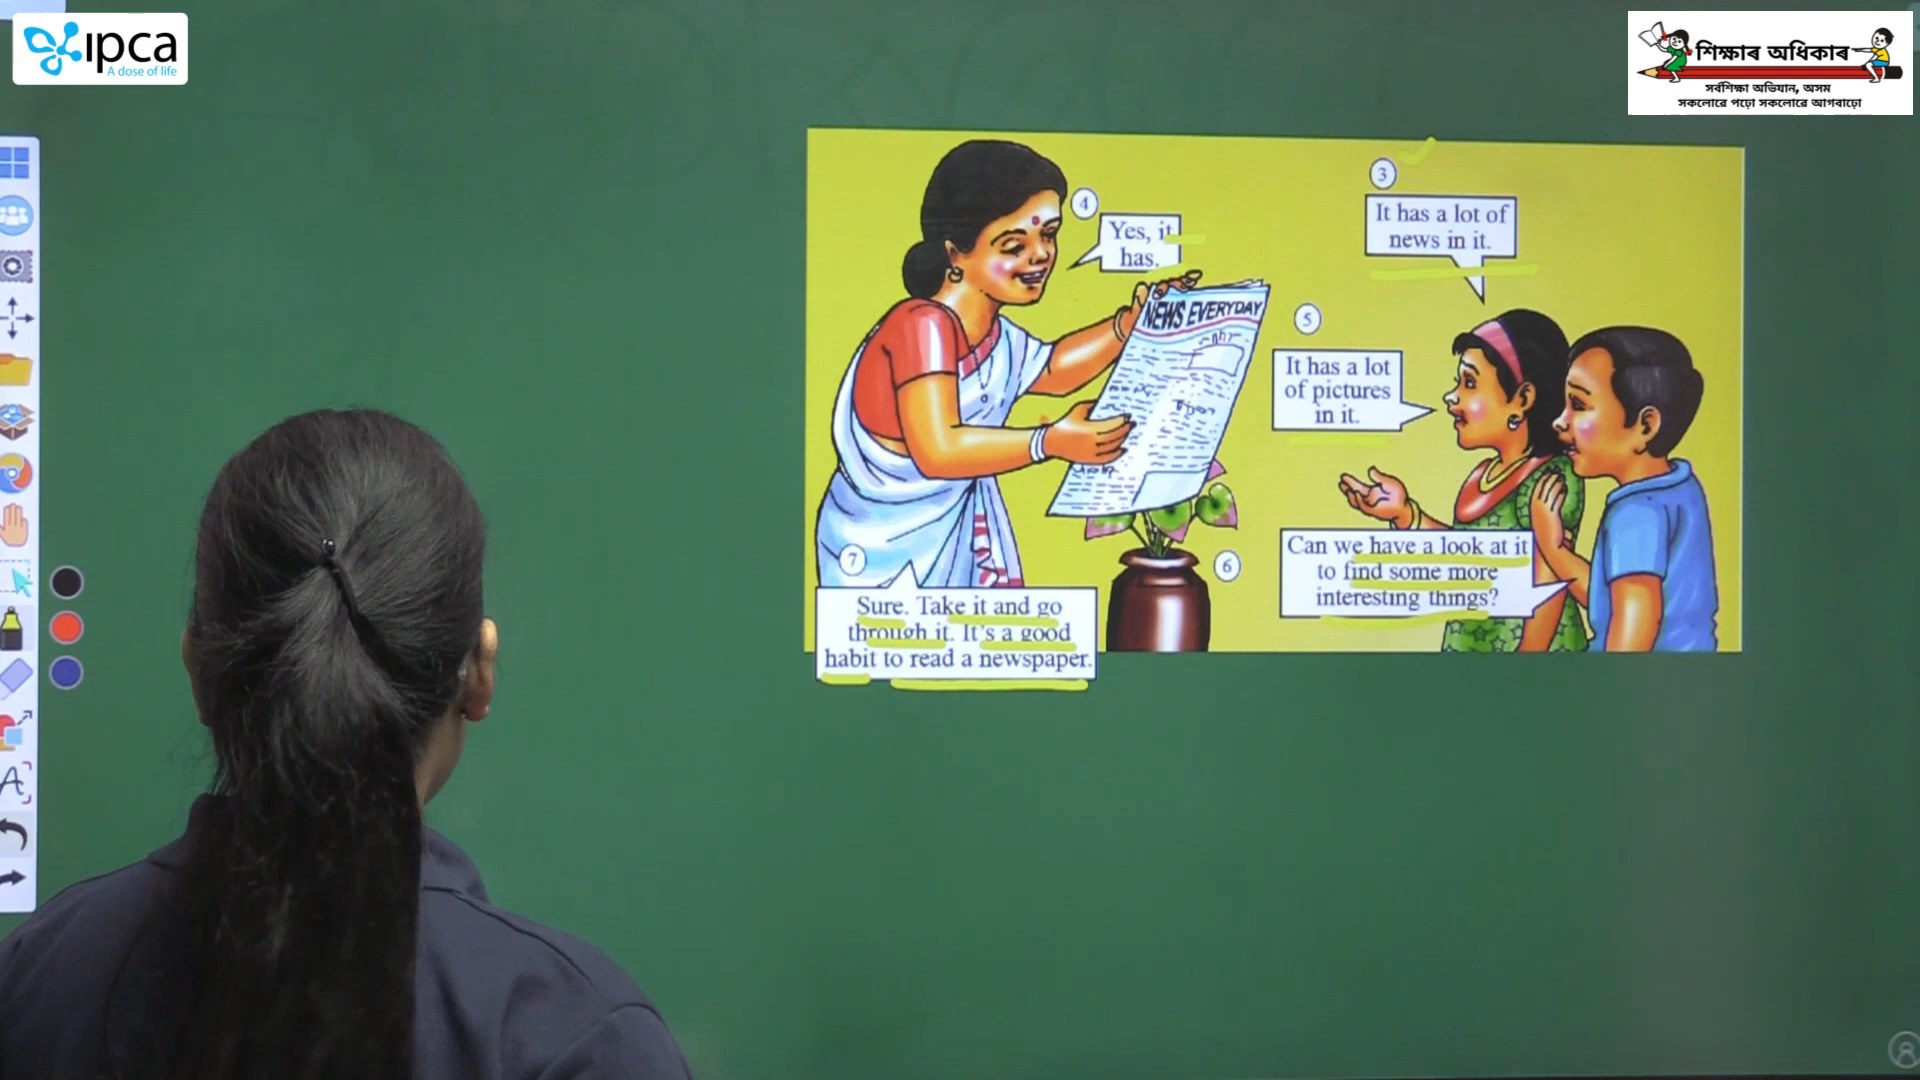 ipca
A dose of life
শিক্ষাৰ অধিকাৰ
সৰ্বশিক্ষা অভিযান, অসম
সকলোৱে পঢ়ো সকলোৱে আগবাঢ়ো
3
It has a lot of
news in it.
4
Yes, it
has.
NEWS EVERYDAY
5
It has a lot
of pictures
in it.
6
Can we have a look at it
to find some more
interesting things?
7
Sure. Take it and go
through it. It's a good
habit to read a newspaper.
A